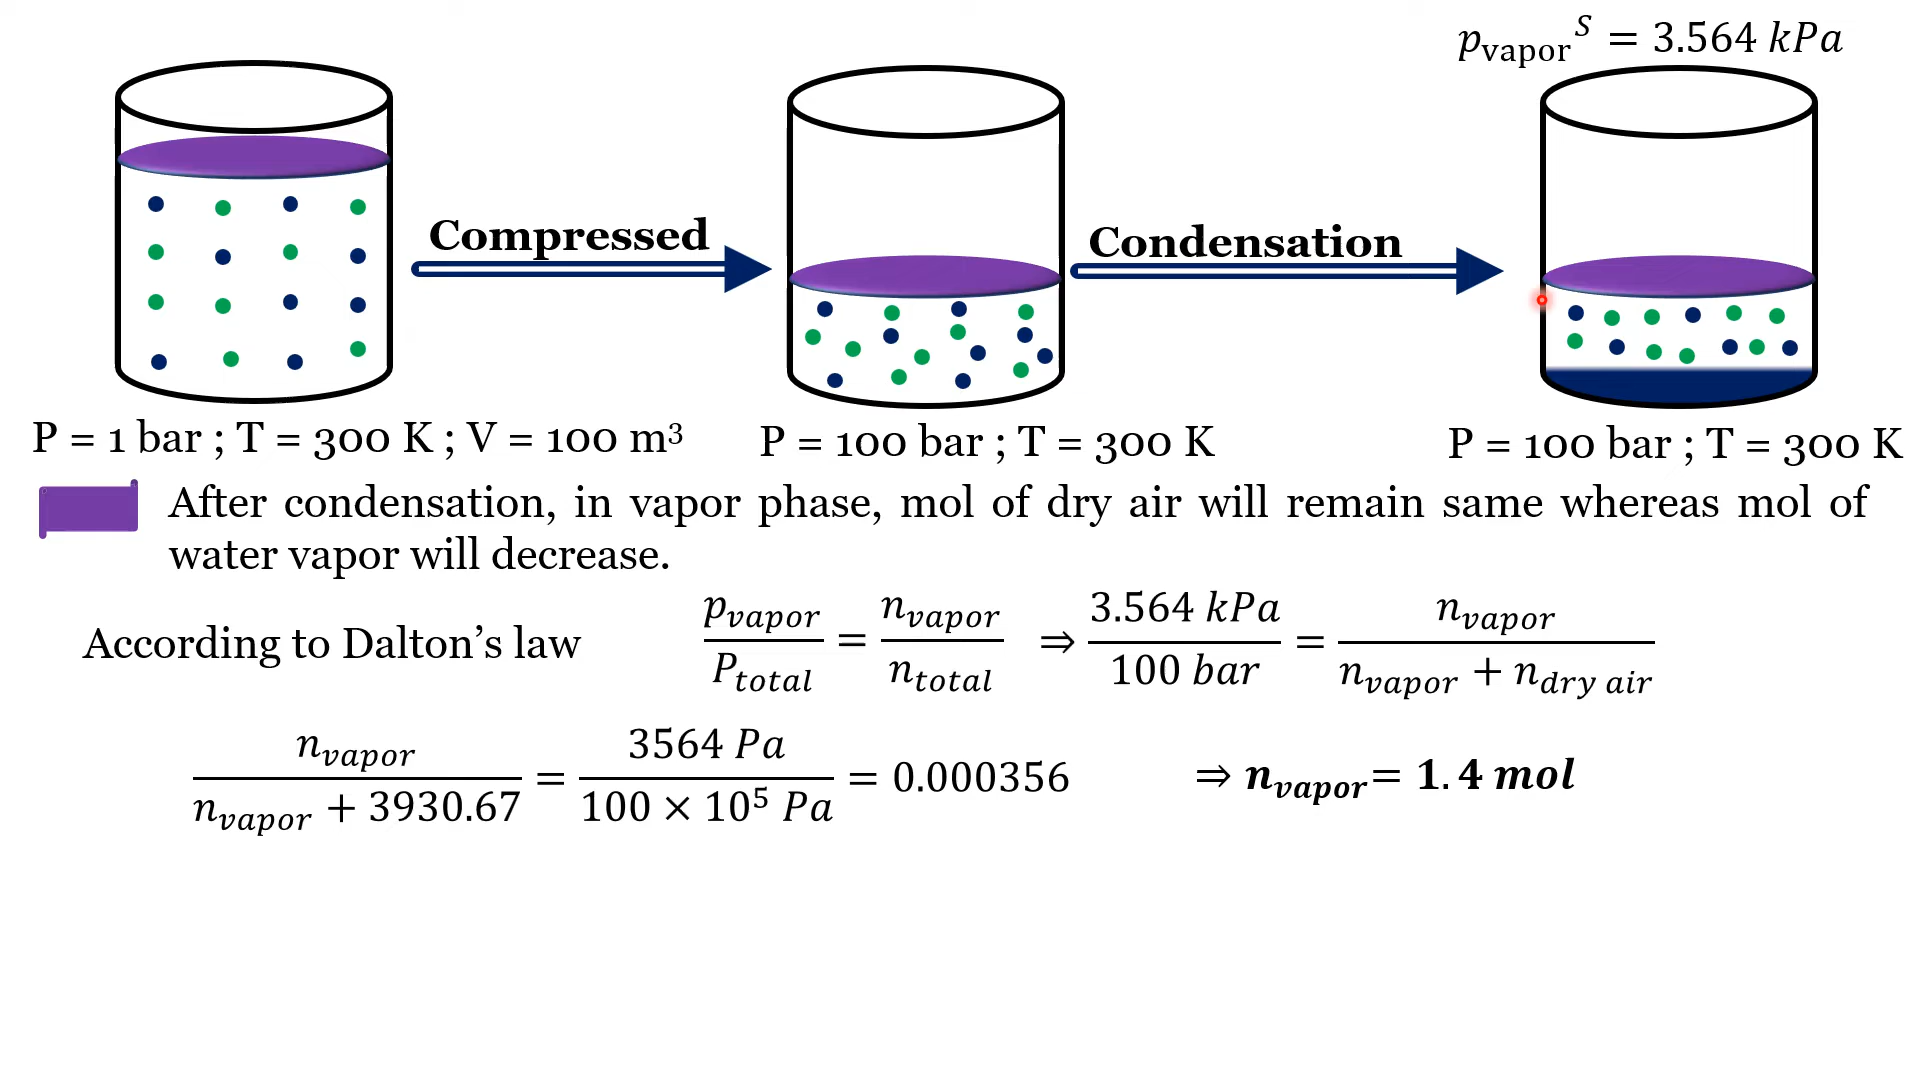 p_vapor^S = 3.564 kPa
Compressed
Condensation
P = 1 bar ; T = 300 K ; V = 100 m³
P = 100 bar ; T = 300 K
P = 100 bar ; T = 300 K
After condensation, in vapor phase, mol of dry air will remain same whereas mol of
water vapor will decrease.
According to Dalton’s law p_vapor / P_total = n_vapor / n_total ⇒ 3.564 kPa / 100 bar = n_vapor / n_vapor + n_dry air
n_vapor / n_vapor + 3930.67 = 3564 Pa / 100 × 10⁵ Pa = 0.000356 ⇒ n_vapor = 1.4 mol